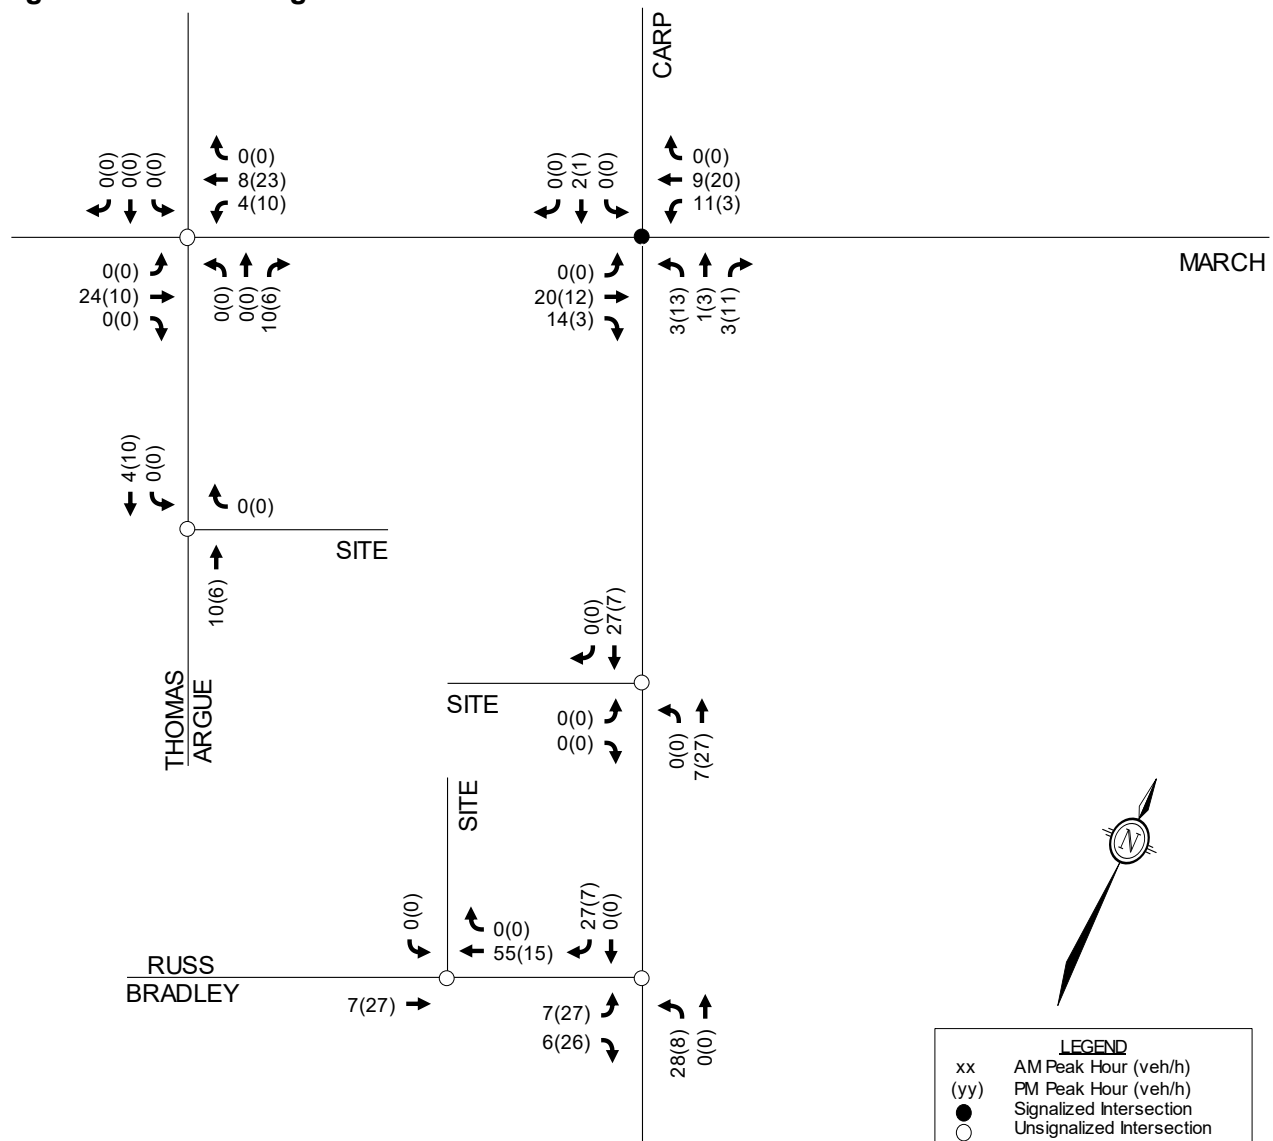 CARP
0(0)
0(0)
0(0)
0(0)
8(23)
4(10)
0(0)
2(1)
0(0)
0(0)
9(20)
11(3)
MARCH
0(0)
24(10)
0(0)
0(0)
0(0)
10(6)
0(0)
20(12)
14(3)
3(13)
1(3)
3(11)
4(10)
0(0)
0(0)
SITE
10(6)
THOMAS
ARGUE
0(0)
27(7)
SITE
0(0)
0(0)
0(0)
7(27)
SITE
0(0)
0(0)
55(15)
27(7)
0(0)
RUSS
BRADLEY
7(27)
7(27)
6(26)
28(8)
0(0)
N
LEGEND
xx AM Peak Hour (veh/h)
(yy) PM Peak Hour (veh/h)
Signalized Intersection
Unsignalized Intersection